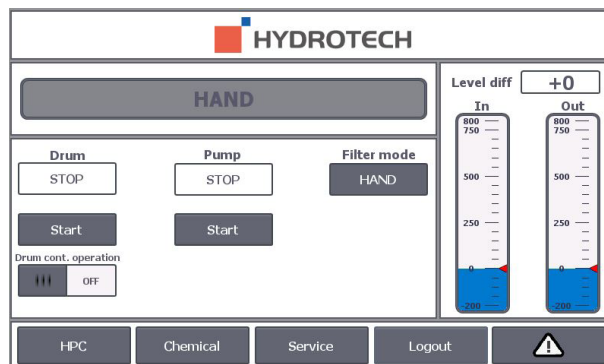 HYDROTECH
HAND
Level diff +0
In Out
800 800
750 750
500 500
250 250
0 0
-200 -200
Drum Pump Filter mode
STOP STOP HAND
Start Start
Drum cont. operation
OFF
HPC Chemical Service Logout